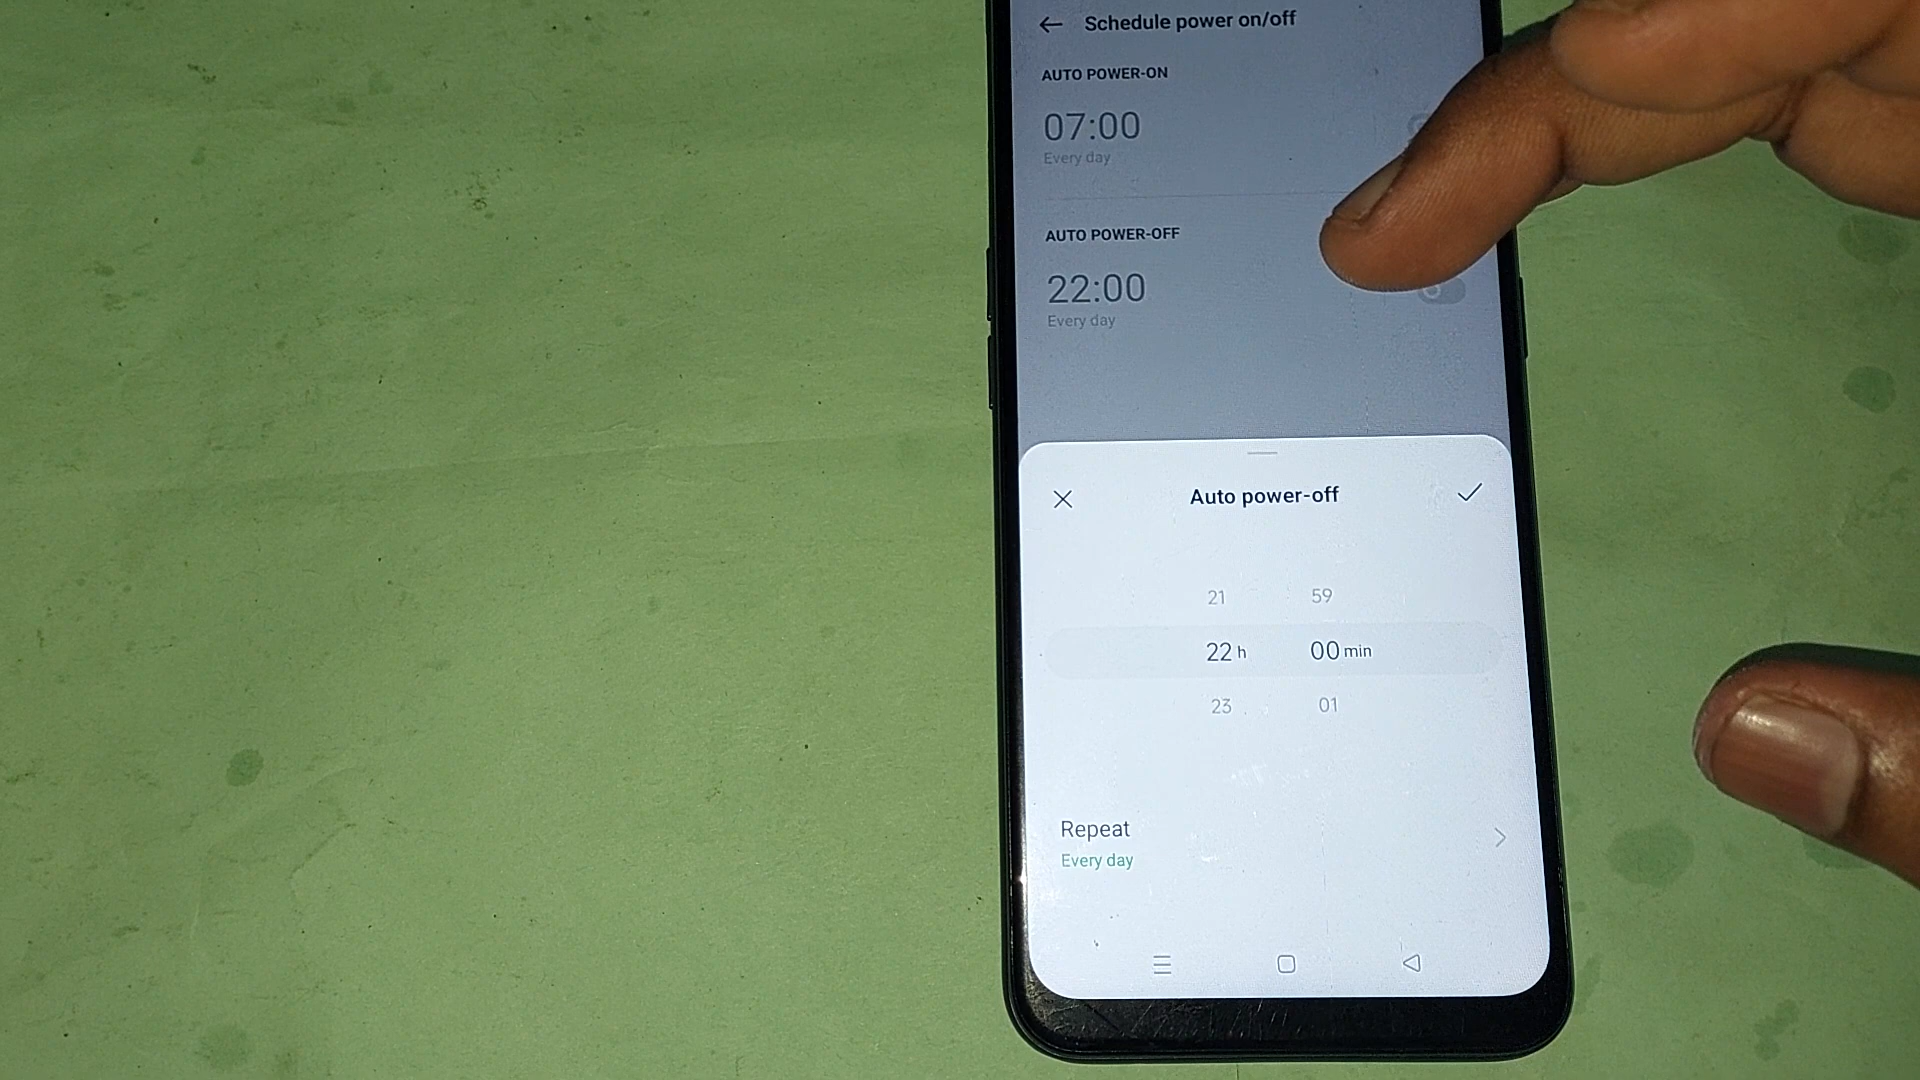 Schedule power on/off
AUTO POWER-ON
07:00
Every day
AUTO POWER-OFF
22:00
Every day
Auto power-off
21 59
22 h 00 min
23 01
Repeat
Every day